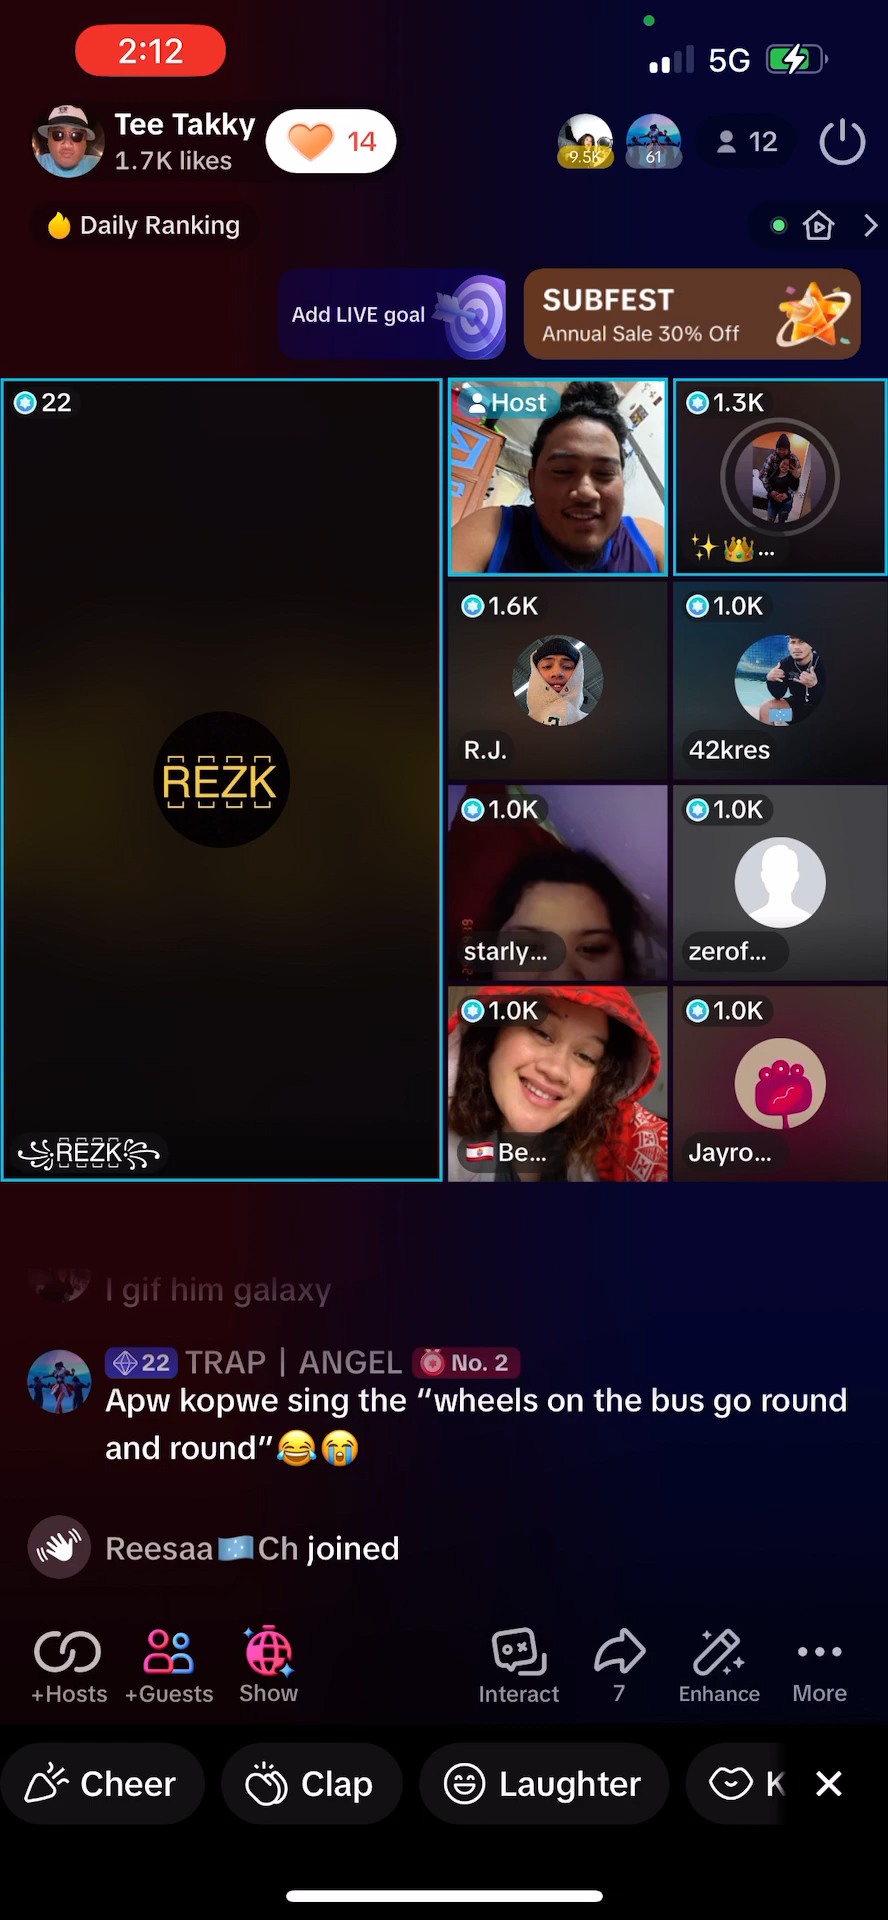 2:12
5G
Tee Takky
1.7K likes
14
9.5K
61
12
Daily Ranking
Add LIVE goal
SUBFEST
Annual Sale 30% Off
22
Host
1.3K
...
1.6K
R.J.
1.0K
42kres
REZK
1.0K
starly...
1.0K
zerof...
1.0K
Be...
1.0K
Jayro...
REZK
I gif him galaxy
22 TRAP | ANGEL No. 2
Apw kopwe sing the “wheels on the bus go round
and round”😂😭
Reesaa🇫🇲Ch joined
+Hosts
+Guests
Show
Interact
7
Enhance
More
Cheer
Clap
Laughter
K